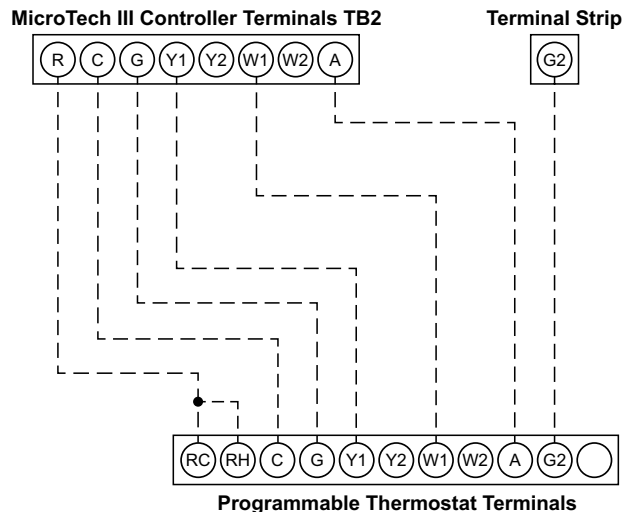 MicroTech III Controller Terminals TB2
Terminal Strip
R C G Y1 Y2 W1 W2 A
G2
RC RH C G Y1 Y2 W1 W2 A G2
Programmable Thermostat Terminals